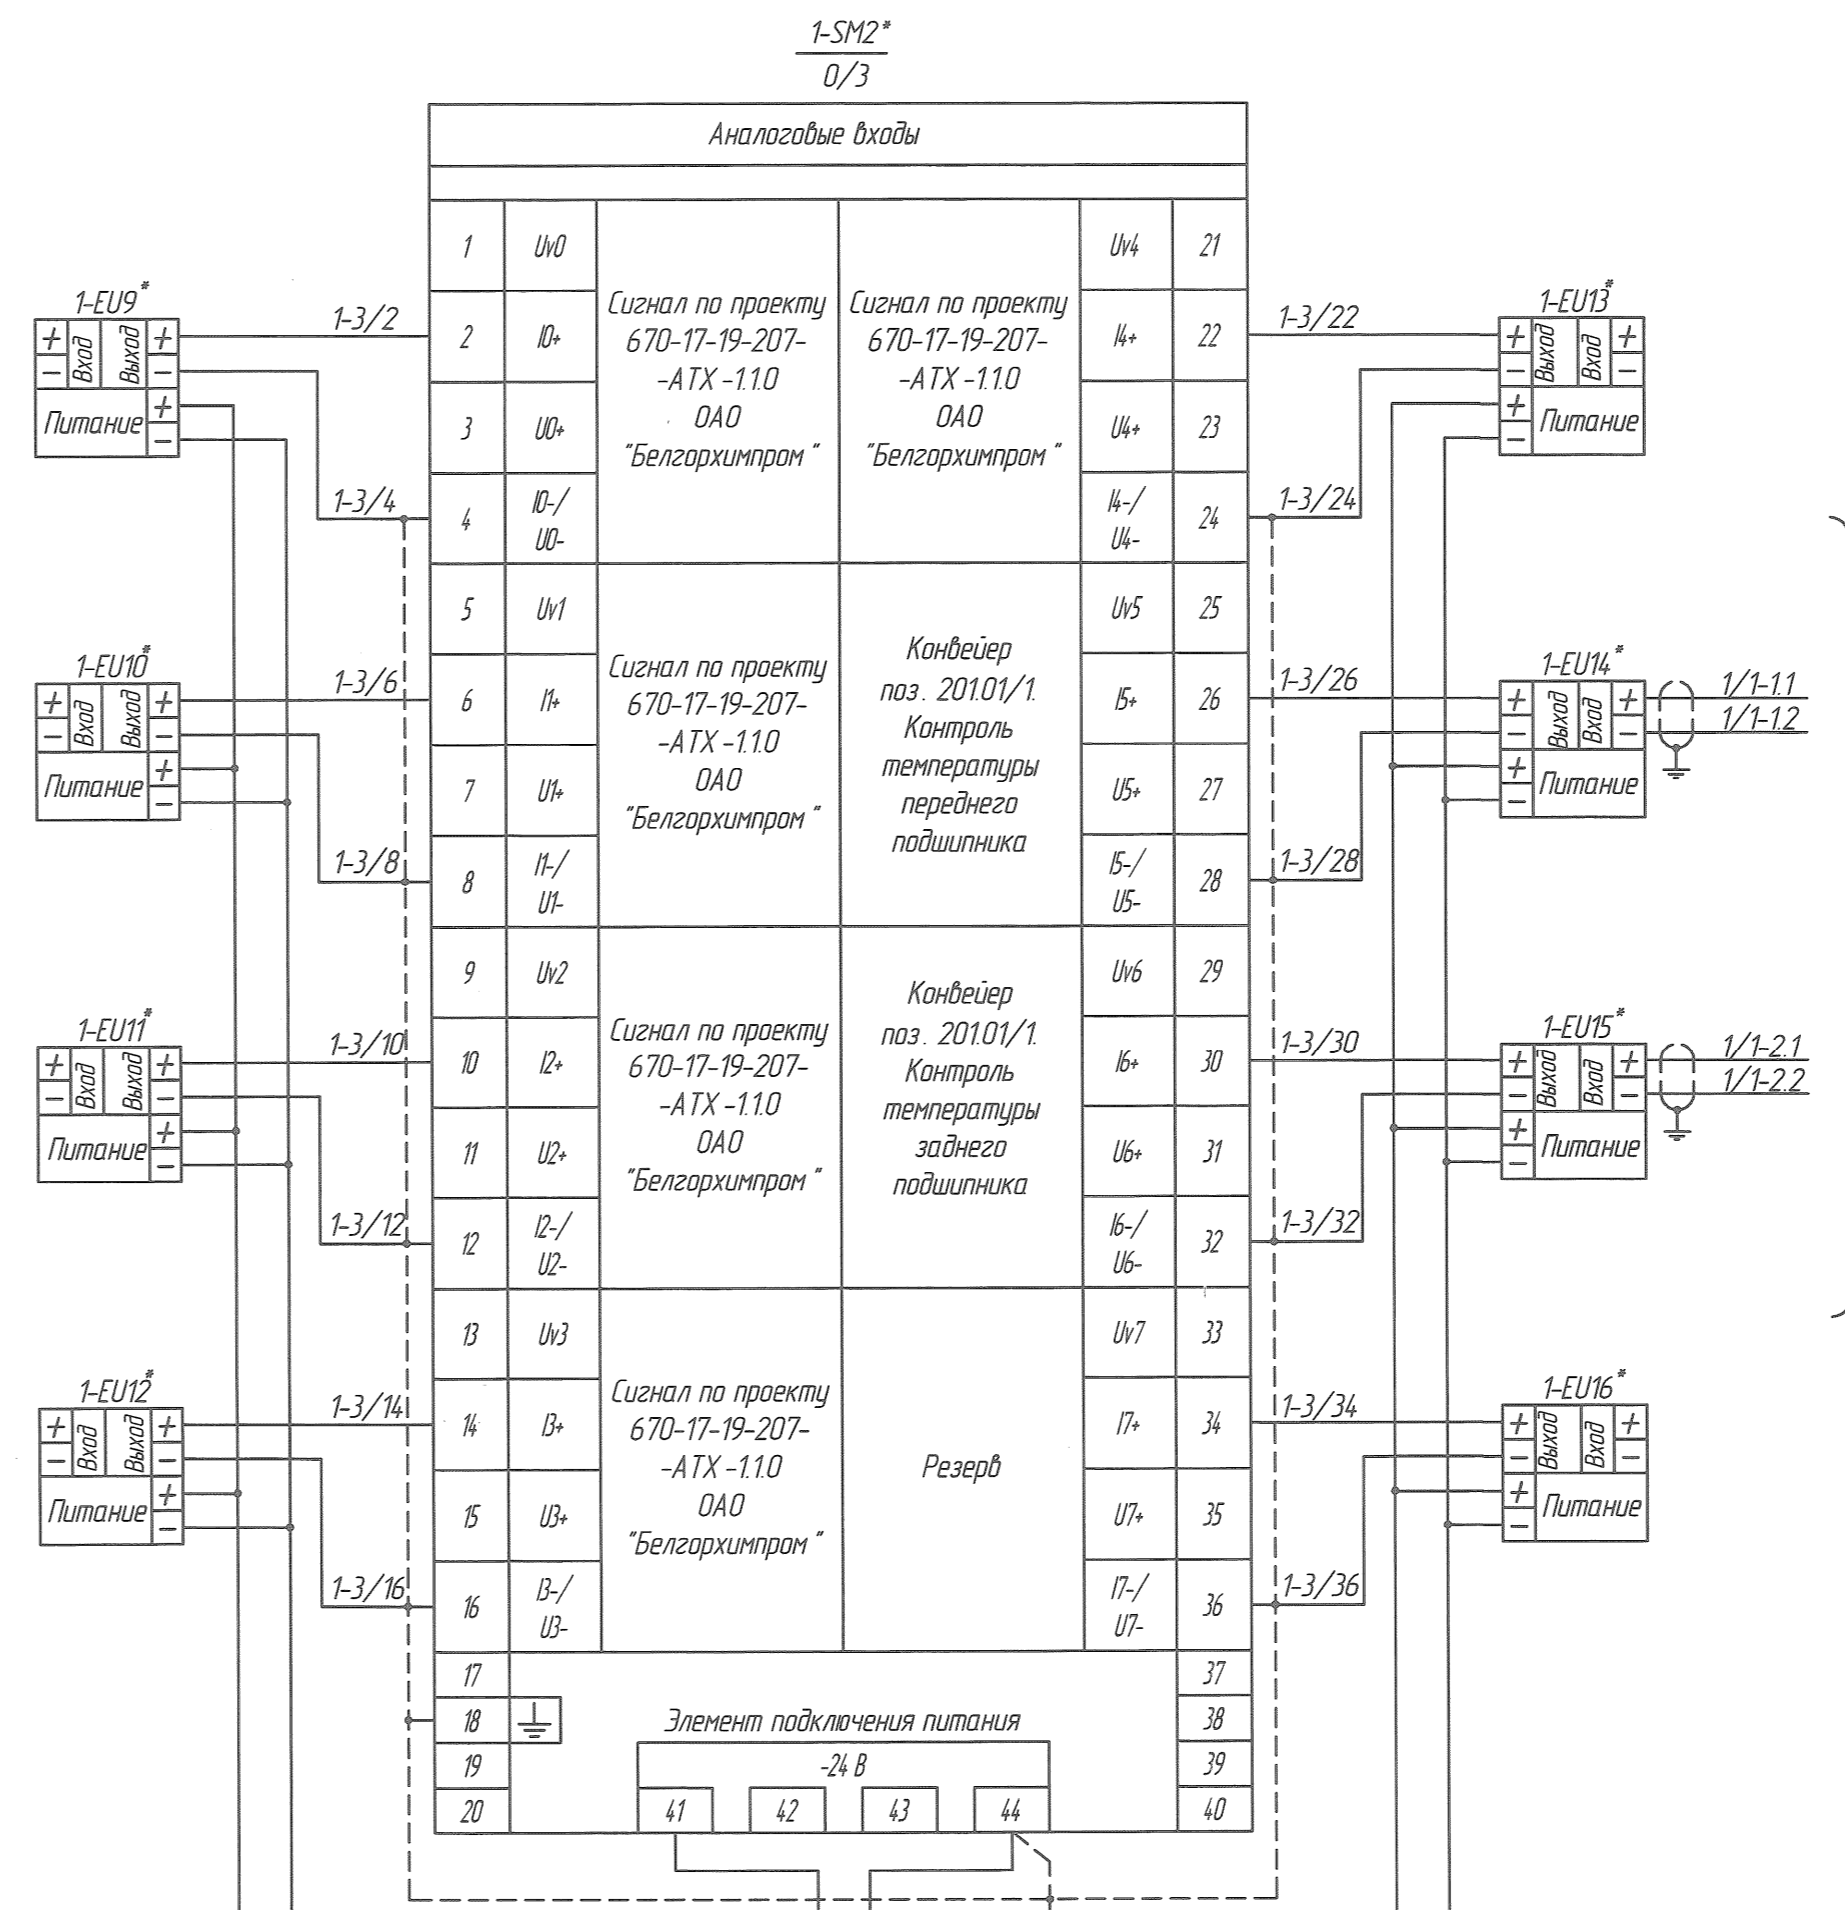 1-SM2*
0/3
Аналоговые входы
1 Uv0
2 I0+
3 U0+
4 I0-/
U0-
Сигнал по проекту
670-17-19-207-
-АТХ-1.1.0
ОАО
"Белгорхимпром"
Сигнал по проекту
670-17-19-207-
-АТХ-1.1.0
ОАО
"Белгорхимпром"
Uv4 21
I4+ 22
U4+ 23
I4-/ 24
U4-
5 Uv1
6 I1+
7 U1+
8 I1-/
U1-
Сигнал по проекту
670-17-19-207-
-АТХ-1.1.0
ОАО
"Белгорхимпром"
Конвейер
поз. 201.01/1.
Контроль
температуры
переднего
подшипника
Uv5 25
I5+ 26
U5+ 27
I5-/ 28
U5-
9 Uv2
10 I2+
11 U2+
12 I2-/
U2-
Сигнал по проекту
670-17-19-207-
-АТХ-1.1.0
ОАО
"Белгорхимпром"
Конвейер
поз. 201.01/1.
Контроль
температуры
заднего
подшипника
Uv6 29
I6+ 30
U6+ 31
I6-/ 32
U6-
13 Uv3
14 I3+
15 U3+
16 I3-/
U3-
Сигнал по проекту
670-17-19-207-
-АТХ-1.1.0
ОАО
"Белгорхимпром"
Резерв
Uv7 33
I7+ 34
U7+ 35
I7-/ 36
U7-
17
18
19
20
Элемент подключения питания
-24 В
41 42 43 44
37
38
39
40
1-EU9*
+ Вход Выход +
- -
Питание +
-
1-3/2
1-3/4
1-EU10*
+ Вход Выход +
- -
Питание +
-
1-3/6
1-3/8
1-EU11*
+ Вход Выход +
- -
Питание +
-
1-3/10
1-3/12
1-EU12*
+ Вход Выход +
- -
Питание +
-
1-3/14
1-3/16
1-3/22
1-3/24
1-EU13*
+ Выход Вход +
- -
+ Питание
-
1-3/26
1-3/28
1-EU14*
+ Выход Вход +
- -
+ Питание
-
1/1-1.1
1/1-1.2
1-3/30
1-3/32
1-EU15*
+ Выход Вход +
- -
+ Питание
-
1/1-2.1
1/1-2.2
1-3/34
1-3/36
1-EU16*
+ Выход Вход +
- -
+ Питание
-